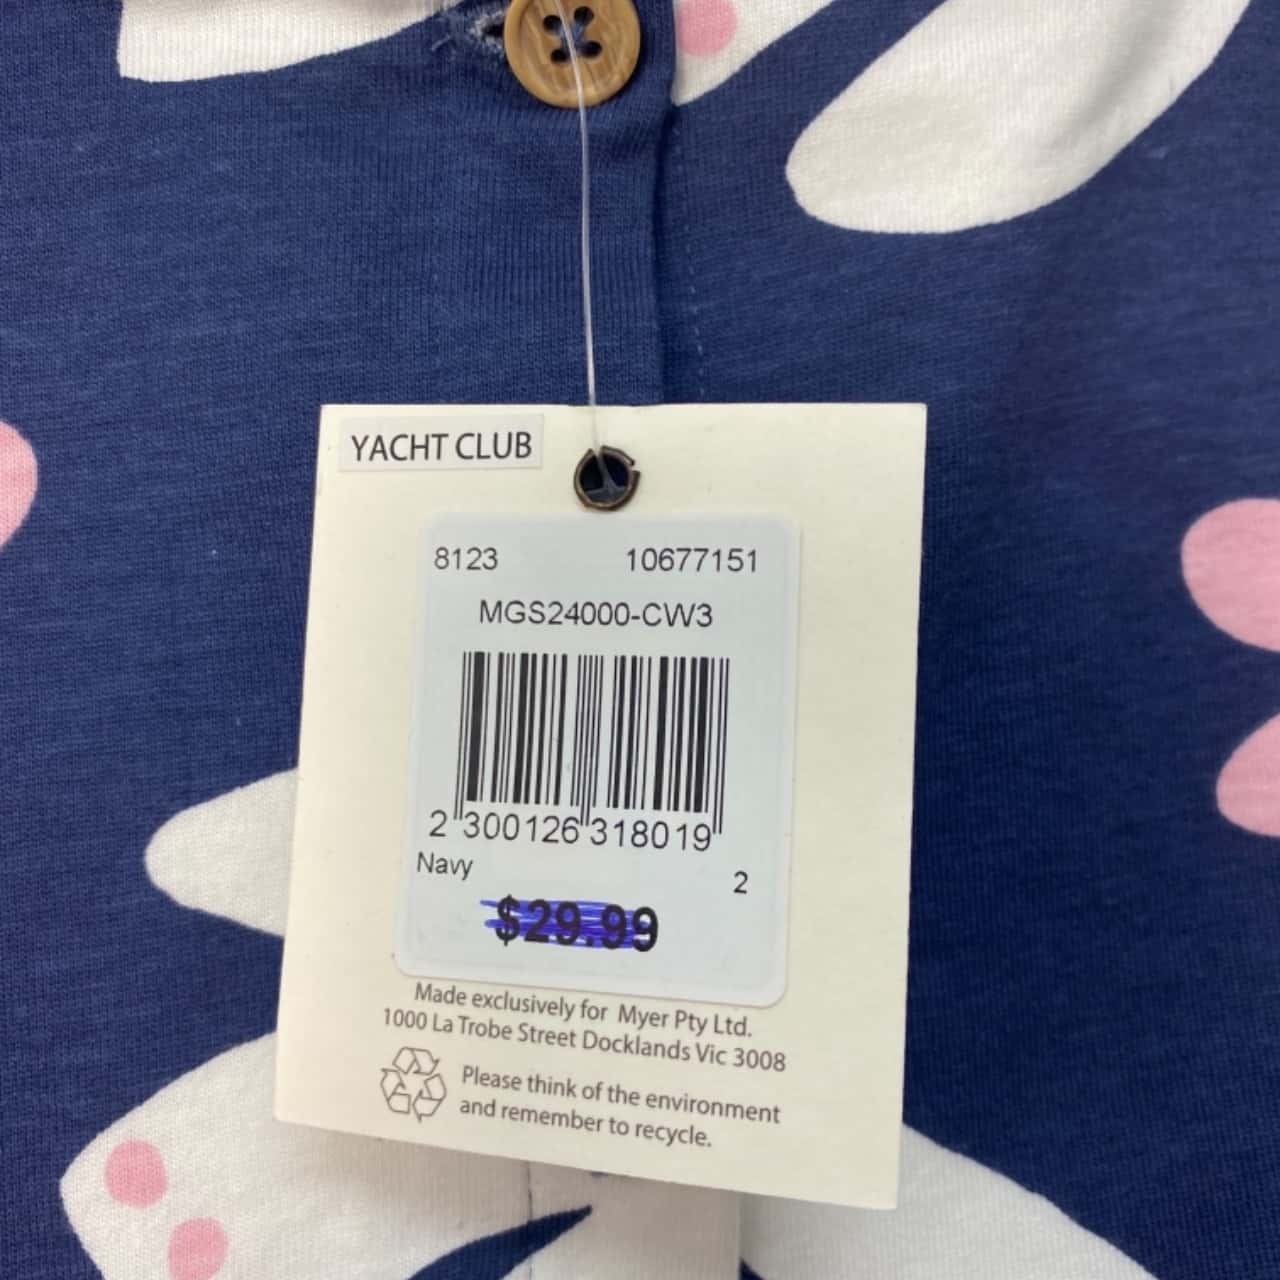 YACHT CLUB
8123 10677151
MGS24000-CW3
2 300126 318019
Navy
2
$29.99
Made exclusively for Myer Pty Ltd.
1000 La Trobe Street Docklands Vic 3008
Please think of the environment
and remember to recycle.